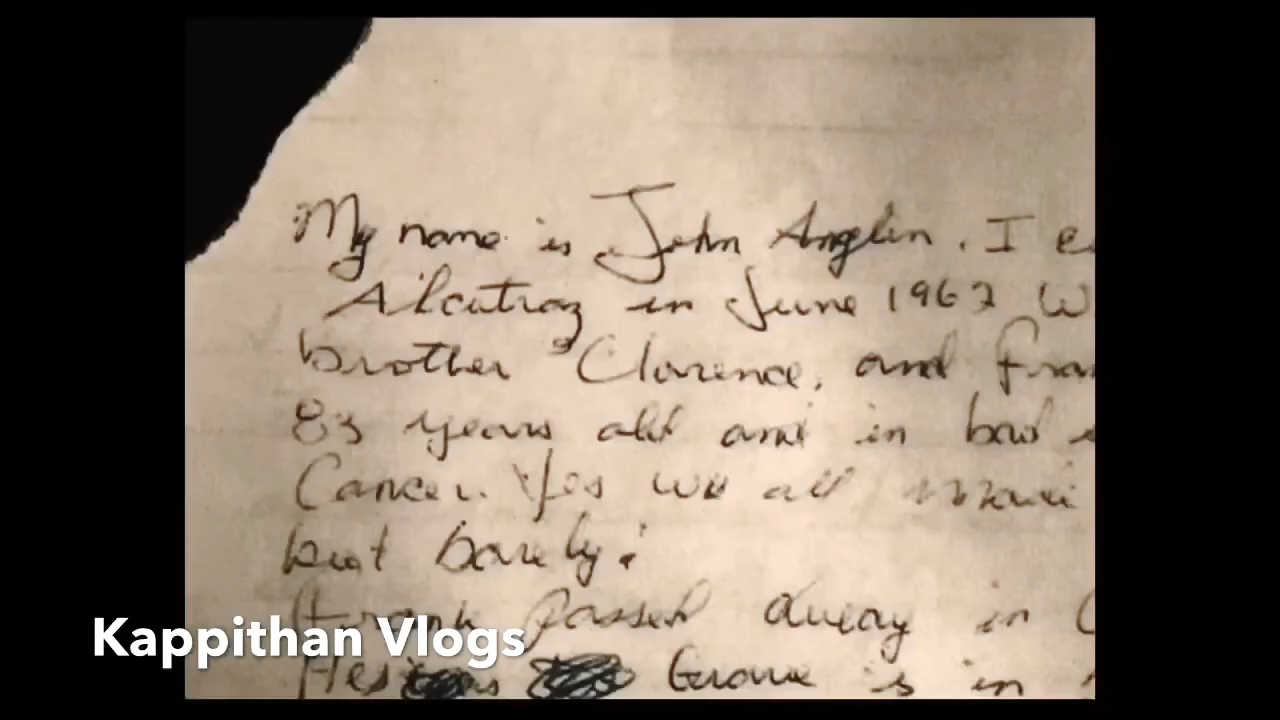 My name is John Anglin. I e
Alcatraz in June 1962 W
brother Clarence, and Fran
83 years old and in bad
Cancer. Yes we all
but barely!
Frank passed away in
Grave is in
Kappithan Vlogs